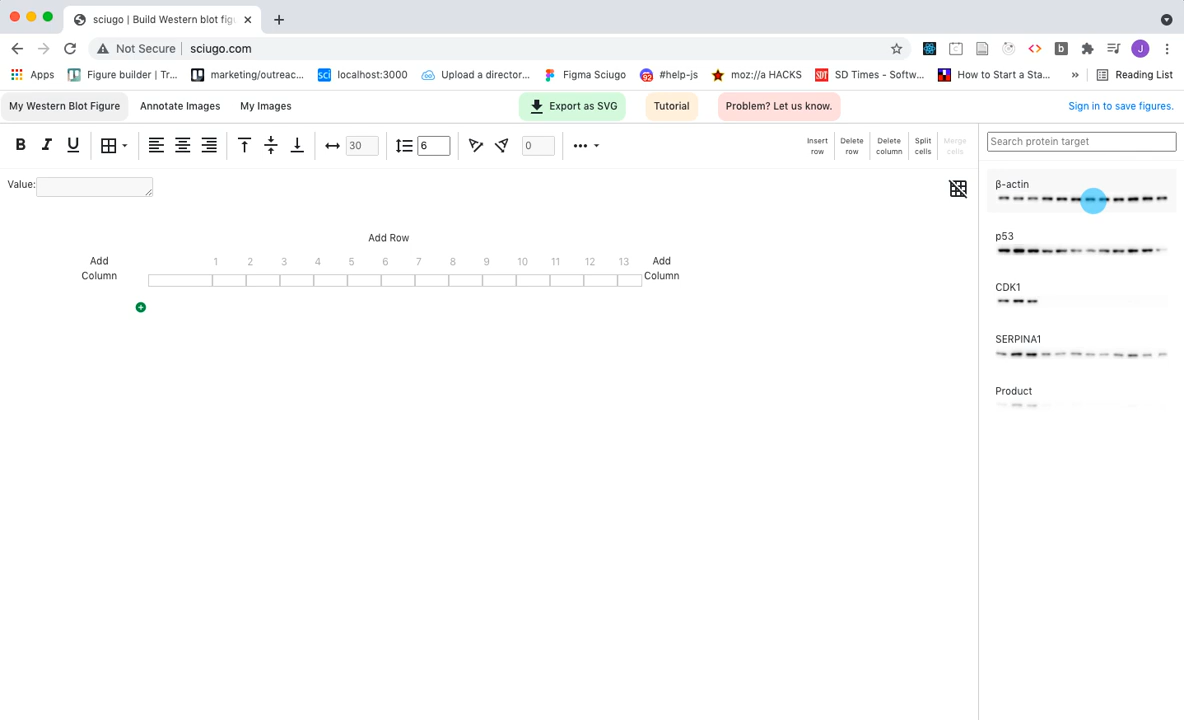 sciugo | Build Western blot figu
Not Secure | sciugo.com
J
Apps
Figure builder | Tr...
marketing/outreac...
sci localhost:3000
Upload a director...
Figma Sciugo
92 #help-js
moz://a HACKS
SDT SD Times - Softw...
How to Start a Sta...
»
Reading List
My Western Blot Figure
Annotate Images
My Images
Export as SVG
Tutorial
Problem? Let us know.
Sign in to save figures.
B I U
30
6
0
Insert row
Delete row
Delete column
Split cells
Merge cells
Search protein target
Value:
Add Row
Add Column
1 2 3 4 5 6 7 8 9 10 11 12 13
Add Column
β-actin
p53
CDK1
SERPINA1
Product